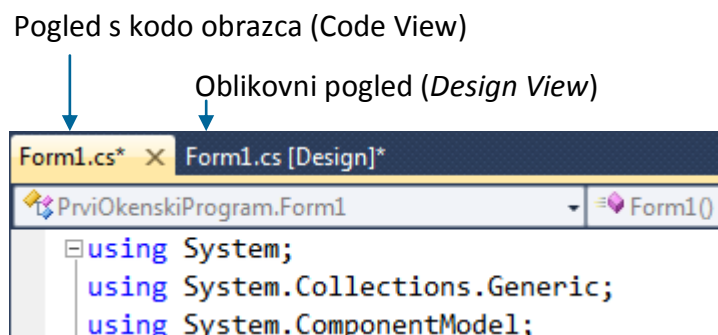 Pogled s kodo obrazca (Code View)
Oblikovni pogled (Design View)
Form1.cs* × Form1.cs [Design]*
PrviOkenskiProgram.Form1 Form1()
using System;
using System.Collections.Generic;
using System.ComponentModel;